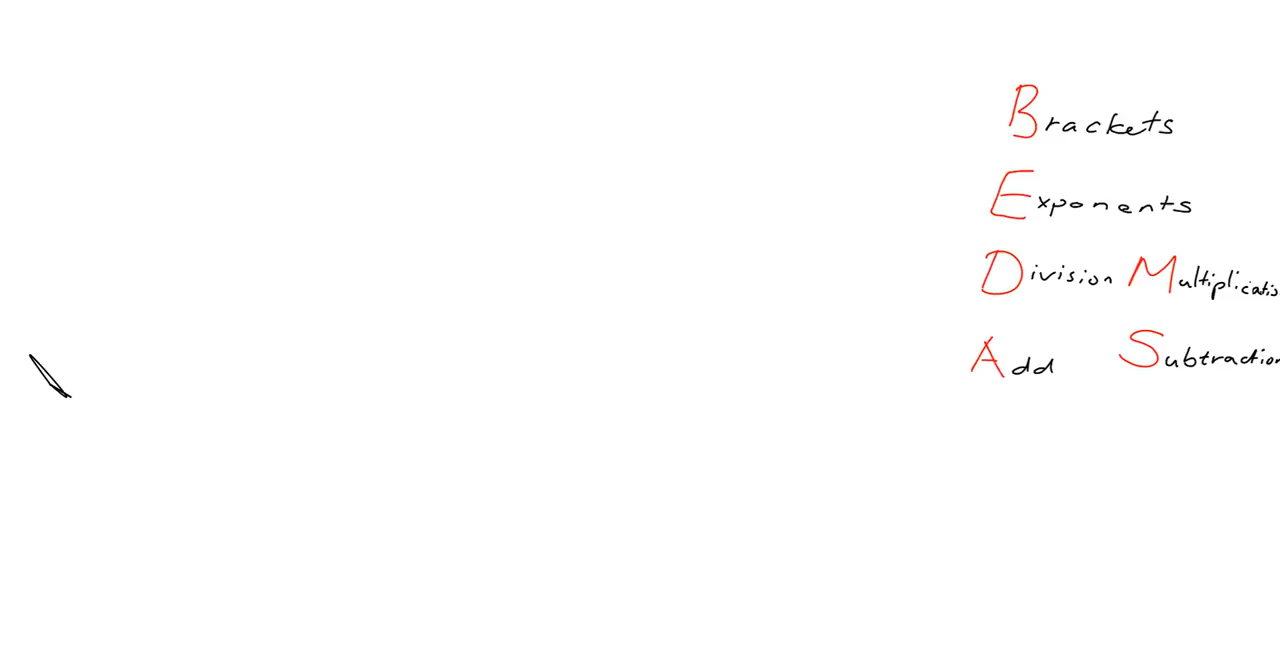 Brackets
Exponents
Division Multiplicatio
Add Subtraction